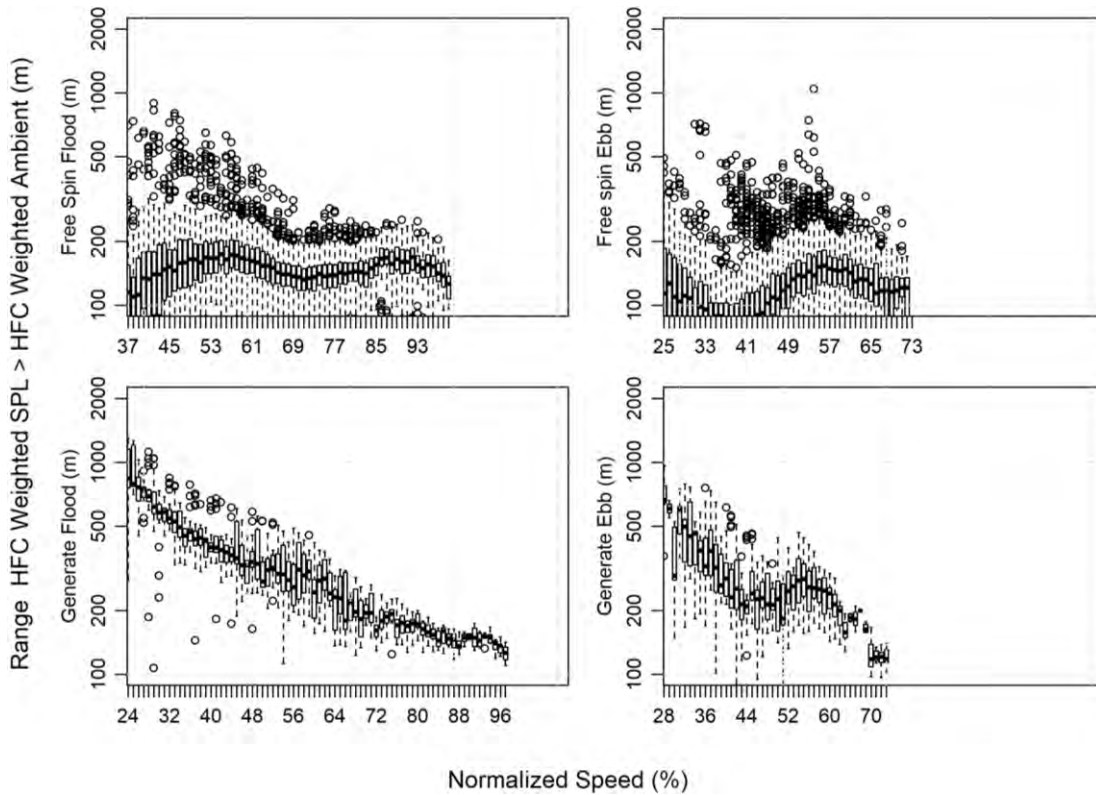 Range HFC Weighted SPL > HFC Weighted Ambient (m)
Free Spin Flood (m)
2000
1000
500
200
100
37 45 53 61 69 77 85 93
Free spin Ebb (m)
2000
1000
500
200
100
25 33 41 49 57 65 73
Generate Flood (m)
2000
1000
500
200
100
24 32 40 48 56 64 72 80 88 96
Generate Ebb (m)
2000
1000
500
200
100
28 36 44 52 60 70
Normalized Speed (%)